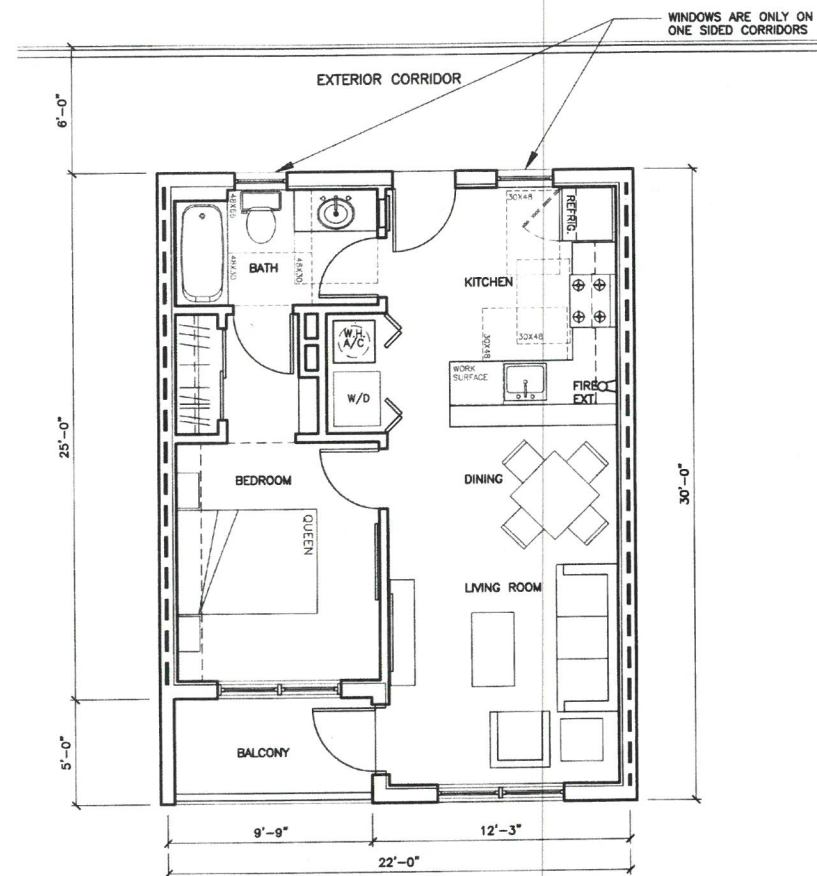 WINDOWS ARE ONLY ON
ONE SIDED CORRIDORS
EXTERIOR CORRIDOR
6'-0"
30X48
REFRIG.
48X56
48X30
48X30
BATH
KITCHEN
30X48
30X48
W.H.
A/C
WORK
SURFACE
FIRE
EXT.
W/D
25'-0"
BEDROOM
DINING
30'-0"
QUEEN
LIVING ROOM
5'-0"
BALCONY
9'-9"
12'-3"
22'-0"